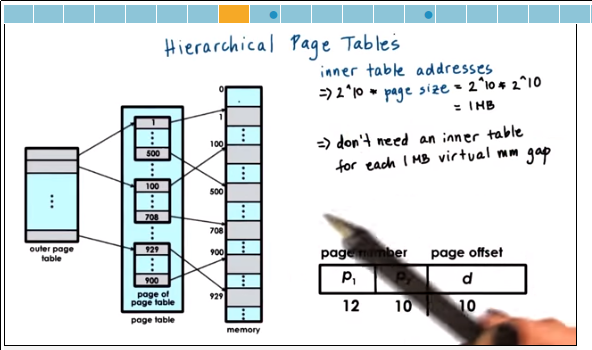 Hierarchical Page Tables
inner table addresses
=> 2^10 * page size = 2^10 * 2^10
= 1MB
=> don't need an inner table
for each 1MB virtual mm gap
0
1
100
500
708
900
929
memory
1
500
100
708
929
900
page of
page table
page table
outer page
table
page number
page offset
P1
d
12
10
10